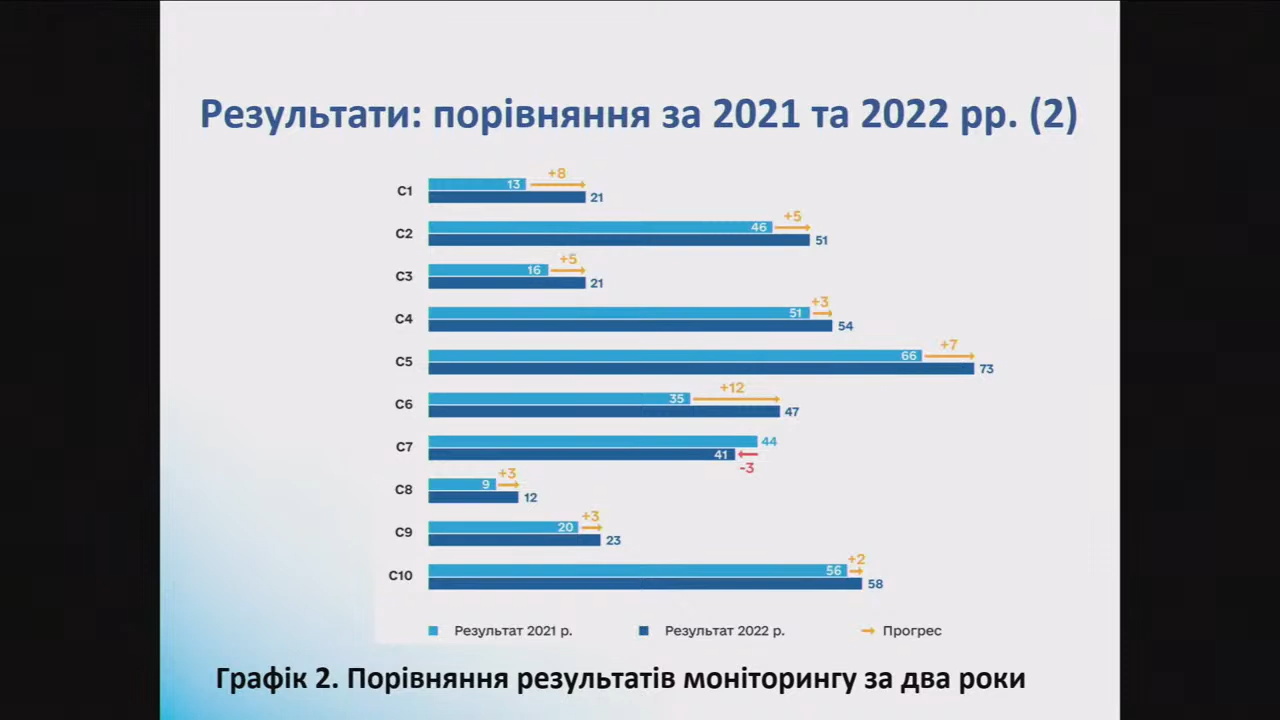 Результати: порівняння за 2021 та 2022 рр. (2)
+8
C1 13
21
+5
C2 46
51
+5
C3 16
21
+3
C4 51
54
+7
C5 66
73
+12
C6 35
47
C7 44
41
-3
+3
C8 9
12
+3
C9 20
23
+2
C10 56
58
Результат 2021 р. Результат 2022 р. Прогрес
Графік 2. Порівняння результатів моніторингу за два роки